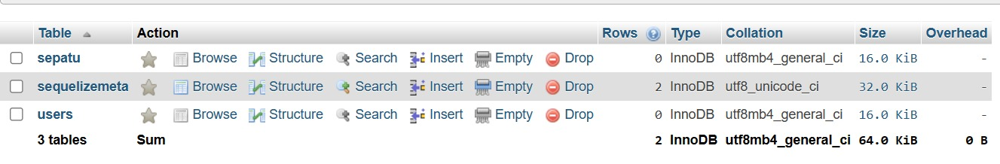 Table Action Rows Type Collation Size Overhead
sepatu Browse Structure Search Insert Empty Drop 0 InnoDB utf8mb4_general_ci 16.0 KiB -
sequelizemeta Browse Structure Search Insert Empty Drop 2 InnoDB utf8_unicode_ci 32.0 KiB -
users Browse Structure Search Insert Empty Drop 0 InnoDB utf8mb4_general_ci 16.0 KiB -
3 tables Sum 2 InnoDB utf8mb4_general_ci 64.0 KiB 0 B